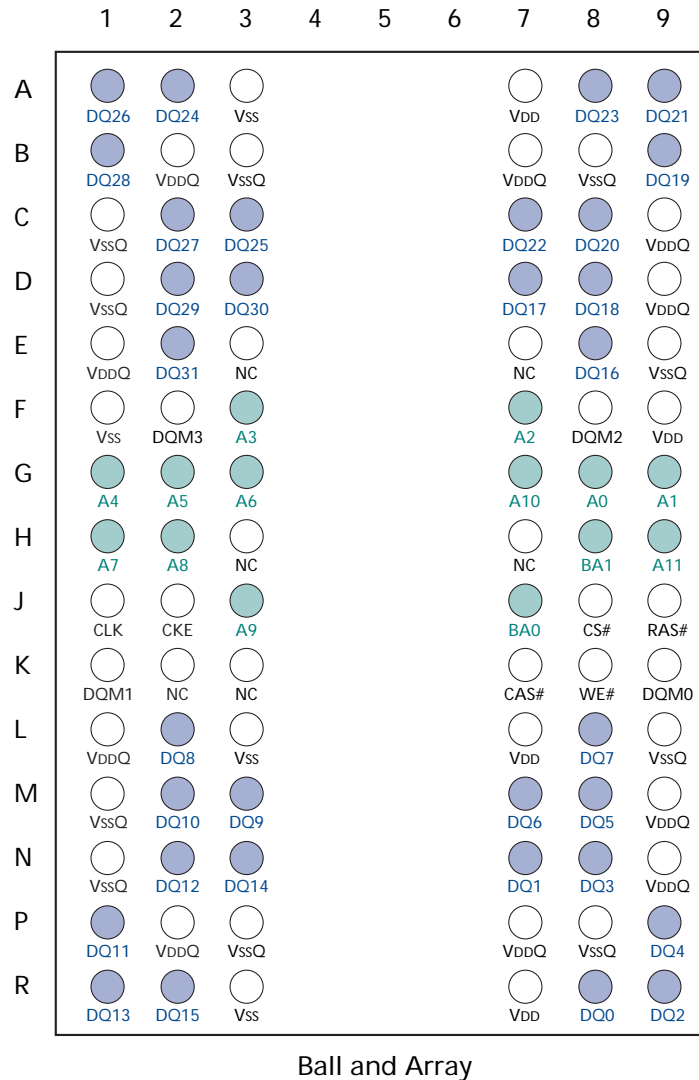 1 2 3 4 5 6 7 8 9
A
DQ26 DQ24 Vss VDD DQ23 DQ21
B
DQ28 VDDQ VssQ VDDQ VssQ DQ19
C
VssQ DQ27 DQ25 DQ22 DQ20 VDDQ
D
VssQ DQ29 DQ30 DQ17 DQ18 VDDQ
E
VDDQ DQ31 NC NC DQ16 VssQ
F
Vss DQM3 A3 A2 DQM2 VDD
G
A4 A5 A6 A10 A0 A1
H
A7 A8 NC NC BA1 A11
J
CLK CKE A9 BA0 CS# RAS#
K
DQM1 NC NC CAS# WE# DQM0
L
VDDQ DQ8 Vss VDD DQ7 VssQ
M
VssQ DQ10 DQ9 DQ6 DQ5 VDDQ
N
VssQ DQ12 DQ14 DQ1 DQ3 VDDQ
P
DQ11 VDDQ VssQ VDDQ VssQ DQ4
R
DQ13 DQ15 Vss VDD DQ0 DQ2
Ball and Array